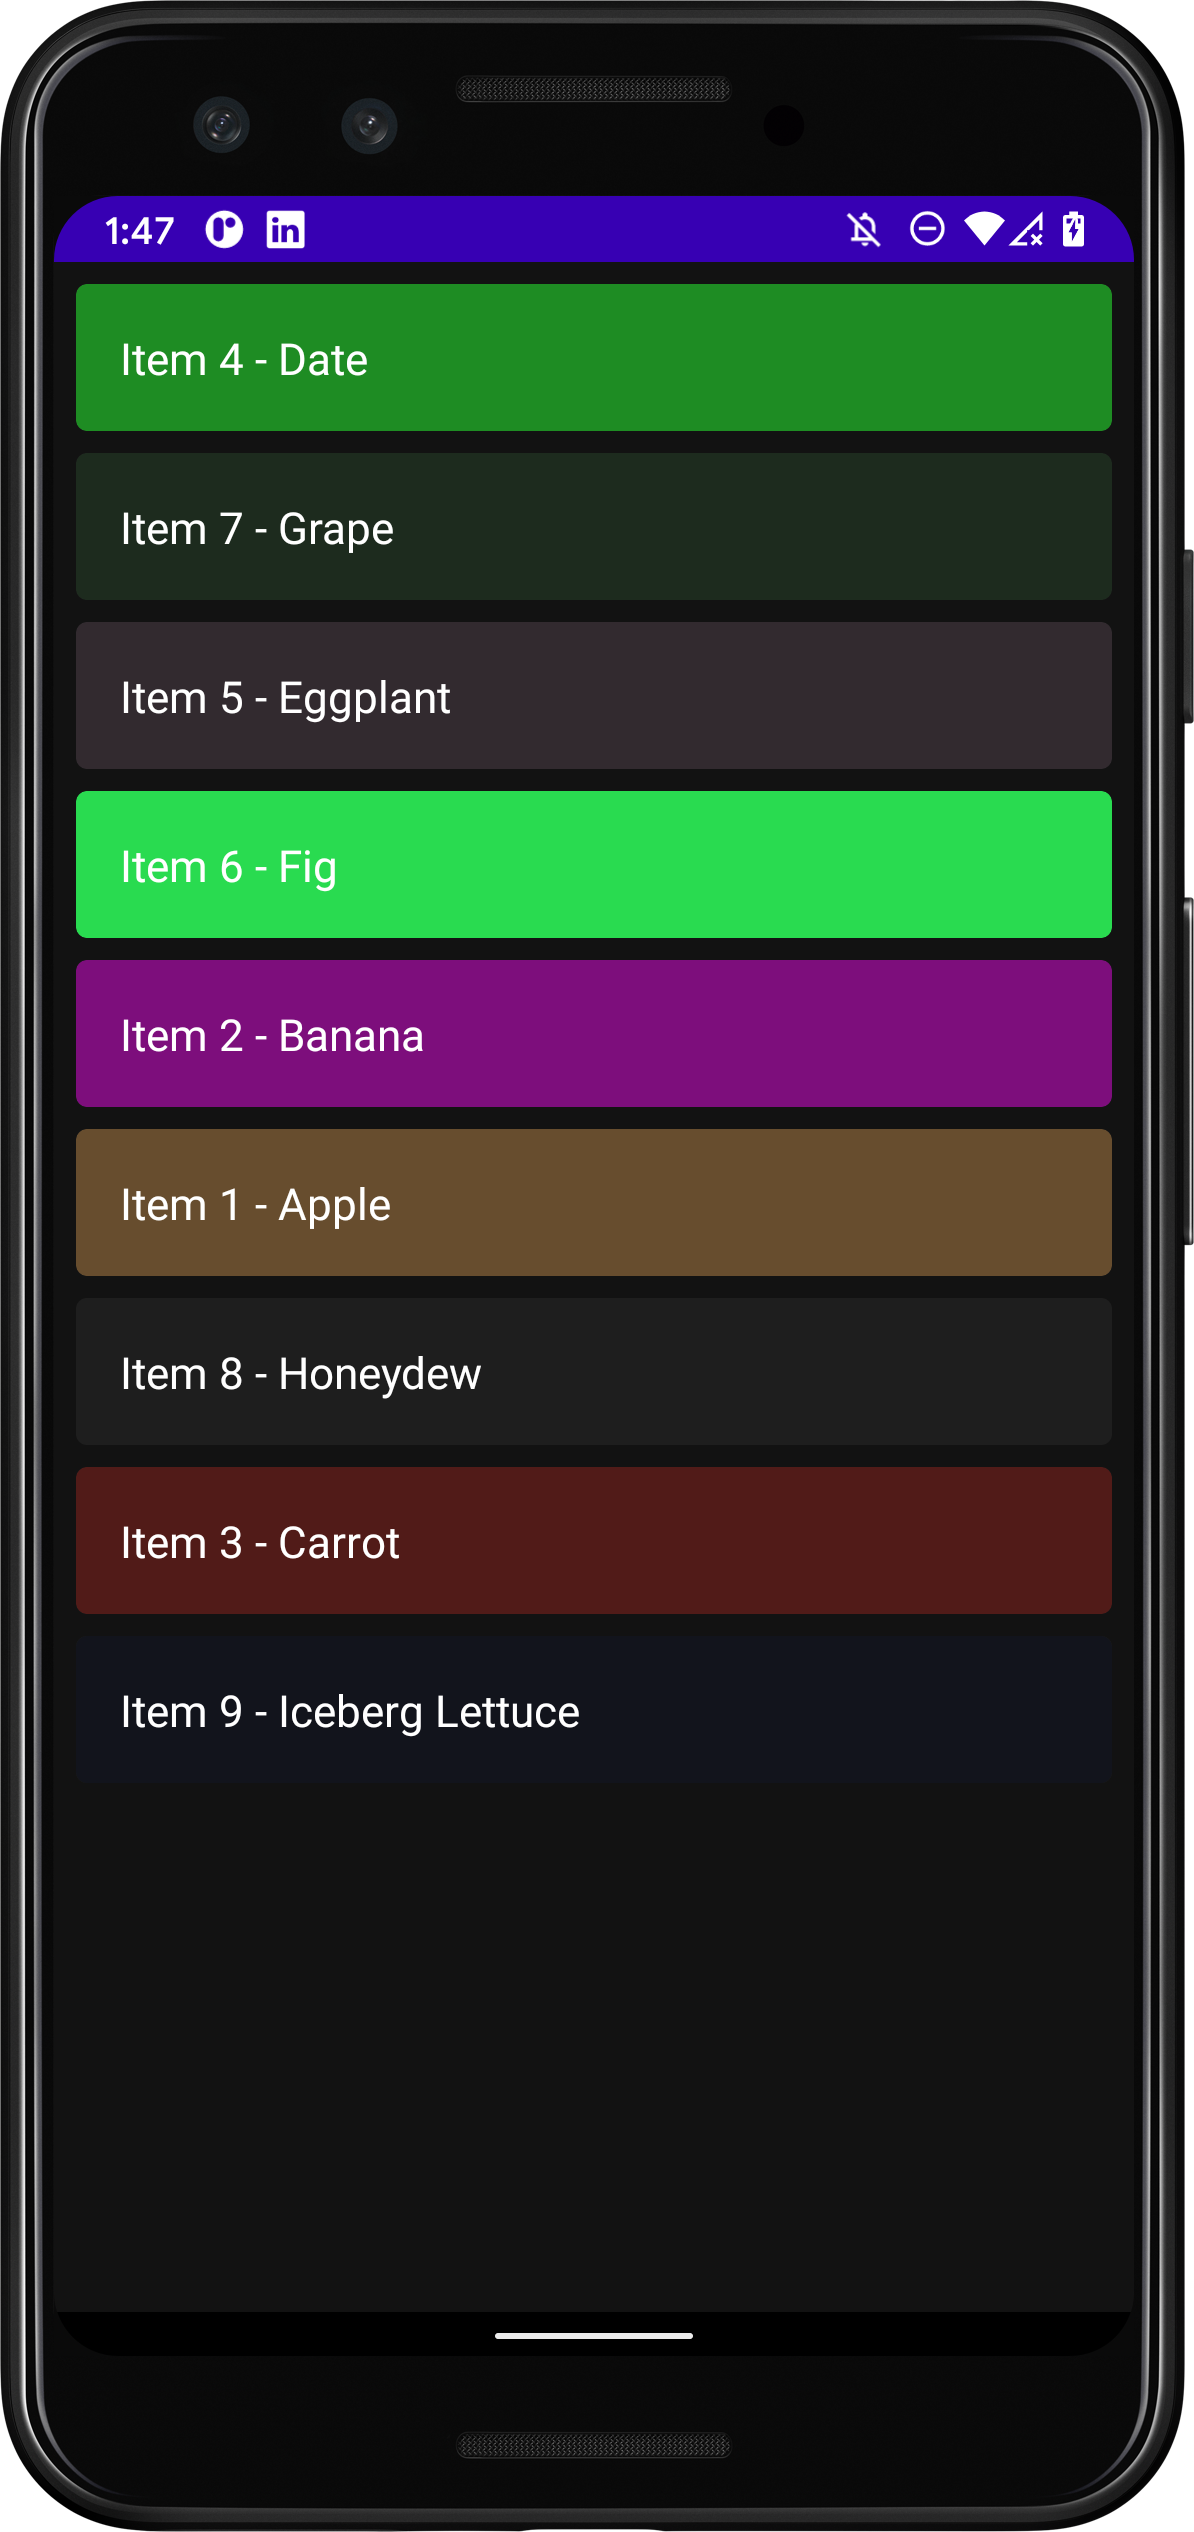 1:47
in
Item 4 - Date
Item 7 - Grape
Item 5 - Eggplant
Item 6 - Fig
Item 2 - Banana
Item 1 - Apple
Item 8 - Honeydew
Item 3 - Carrot
Item 9 - Iceberg Lettuce